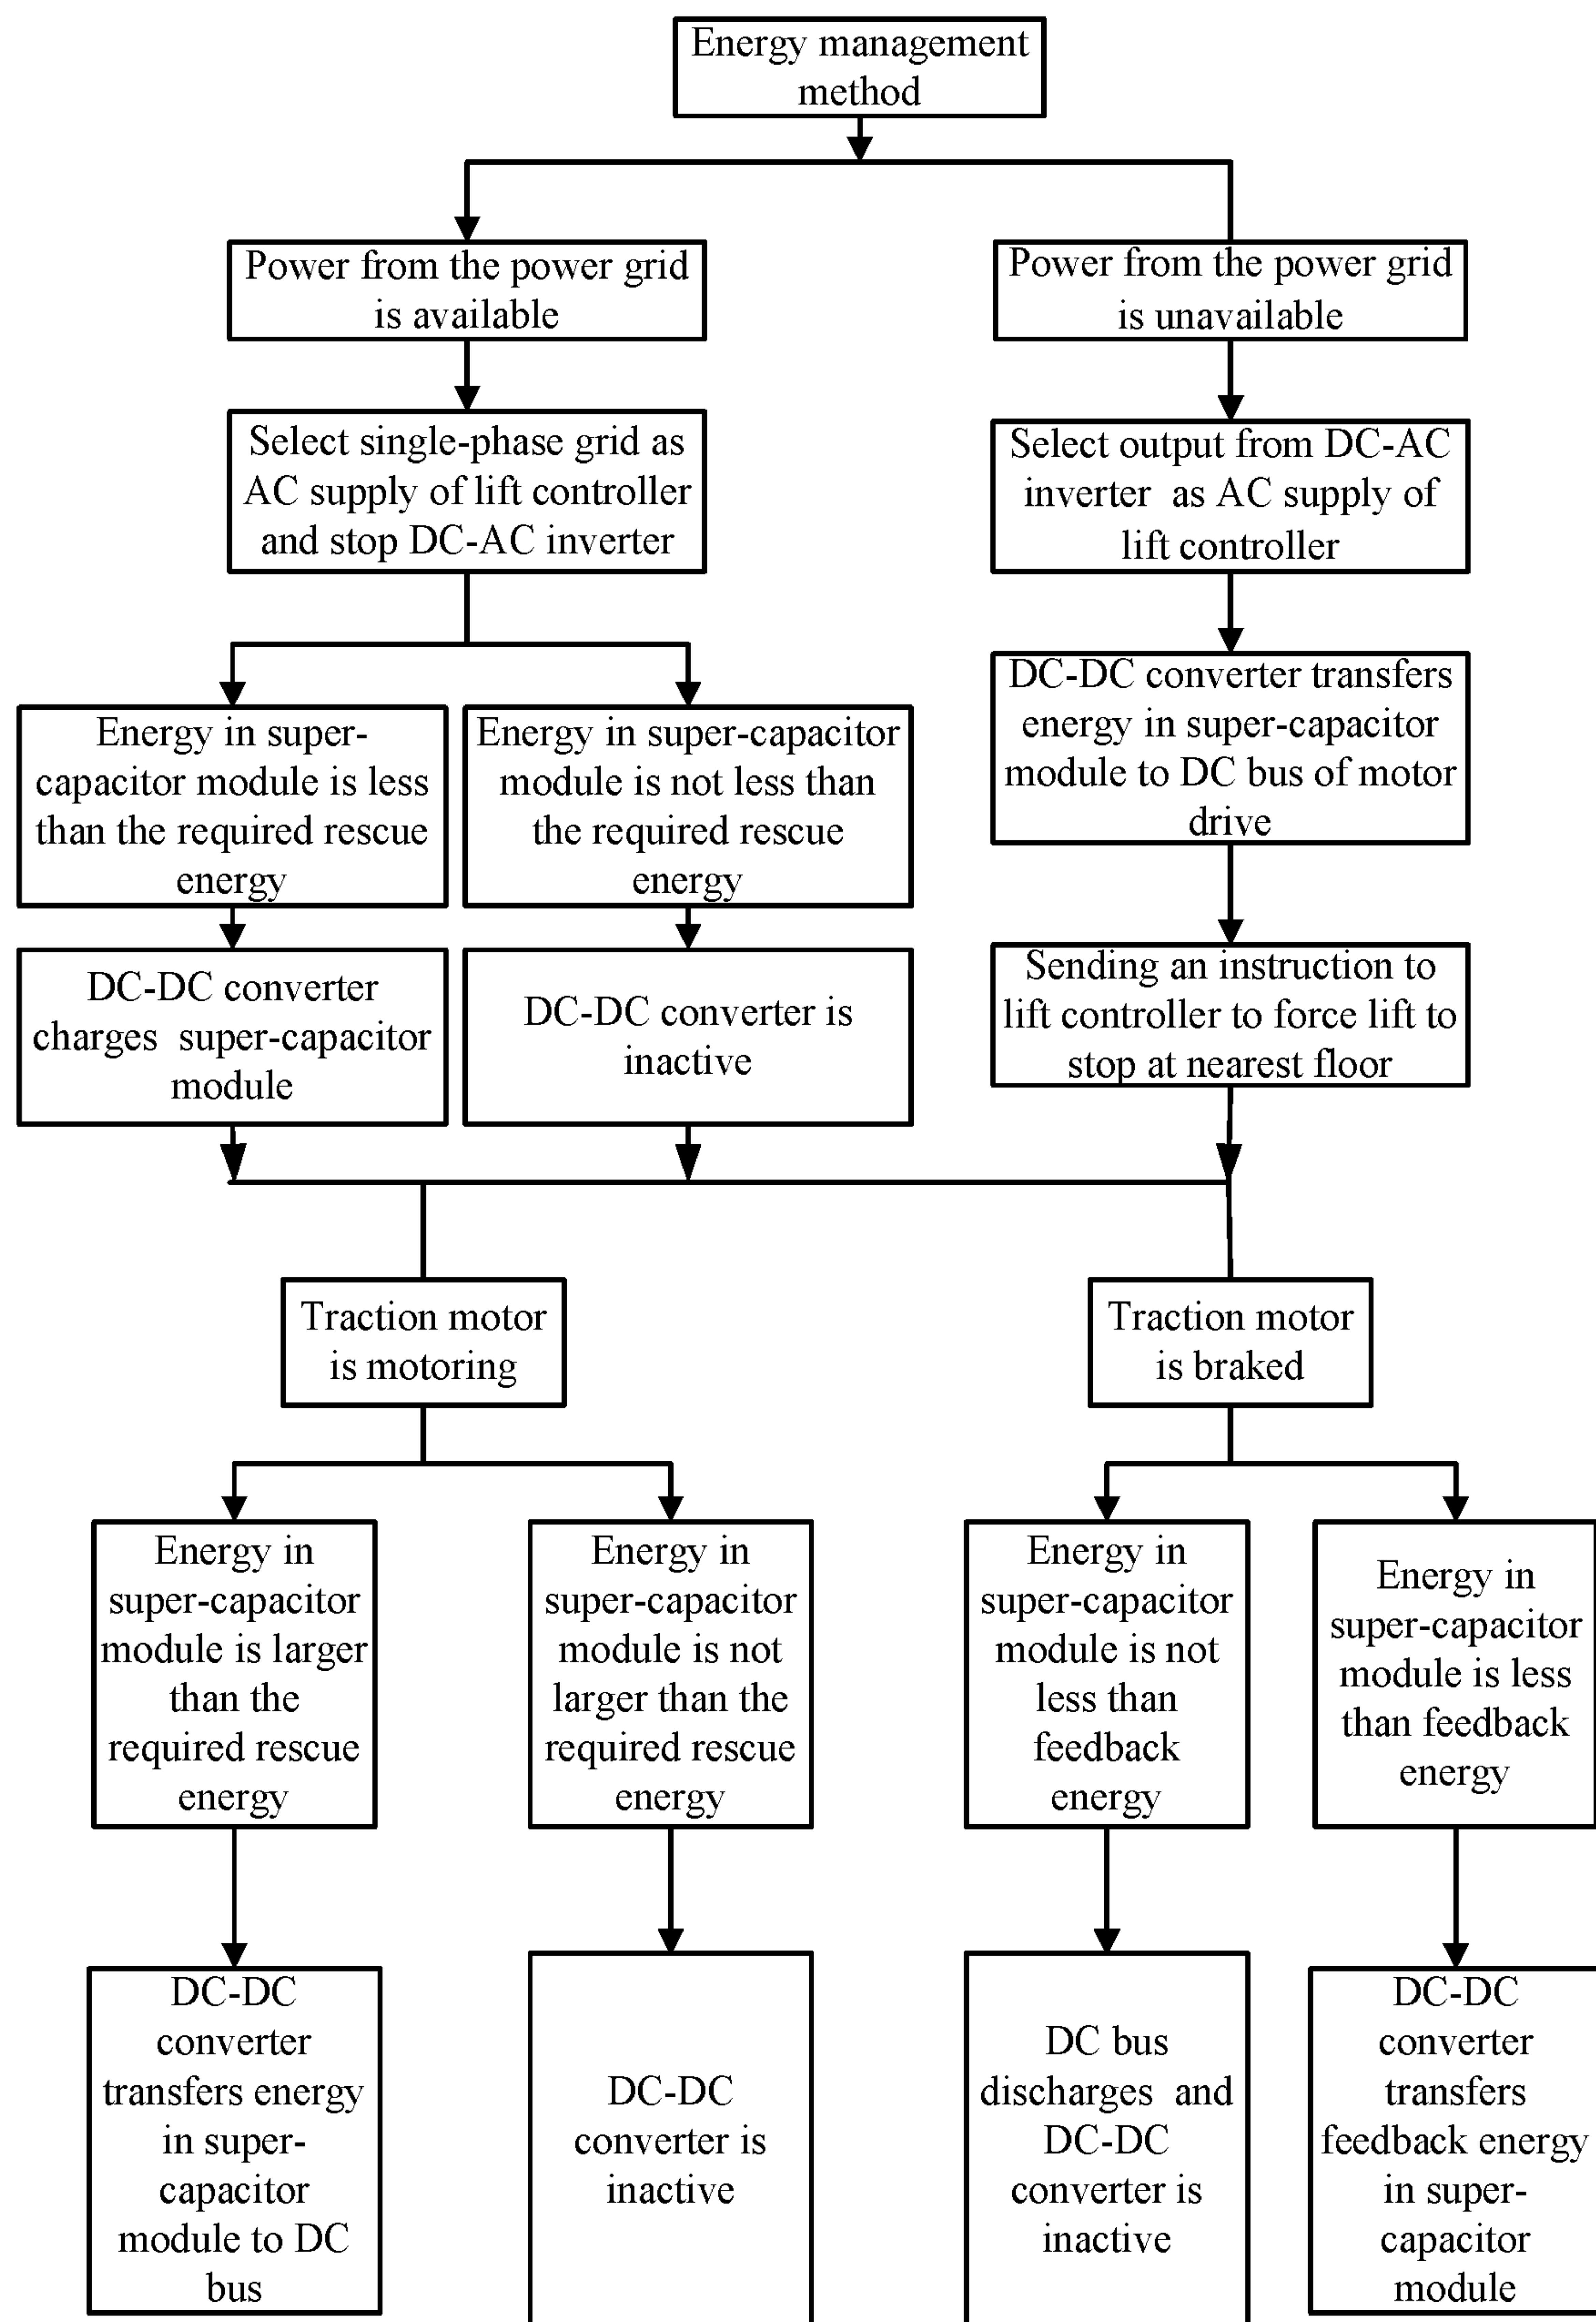 Energy management
method
Power from the power grid
is available
Power from the power grid
is unavailable
Select single-phase grid as
AC supply of lift controller
and stop DC-AC inverter
Select output from DC-AC
inverter as AC supply of
lift controller
Energy in super-
capacitor module is less
than the required rescue
energy
Energy in super-capacitor
module is not less than
the required rescue
energy
DC-DC converter transfers
energy in super-capacitor
module to DC bus of motor
drive
DC-DC converter
charges super-capacitor
module
DC-DC converter is
inactive
Sending an instruction to
lift controller to force lift to
stop at nearest floor
Traction motor
is motoring
Traction motor
is braked
Energy in
super-capacitor
module is larger
than the
required rescue
energy
Energy in
super-capacitor
module is not
larger than the
required rescue
energy
Energy in
super-capacitor
module is not
less than
feedback
energy
Energy in
super-capacitor
module is less
than feedback
energy
DC-DC
converter
transfers energy
in super-
capacitor
module to DC
bus
DC-DC
converter is
inactive
DC bus
discharges and
DC-DC
converter is
inactive
DC-DC
converter
transfers
feedback energy
in super-
capacitor
module